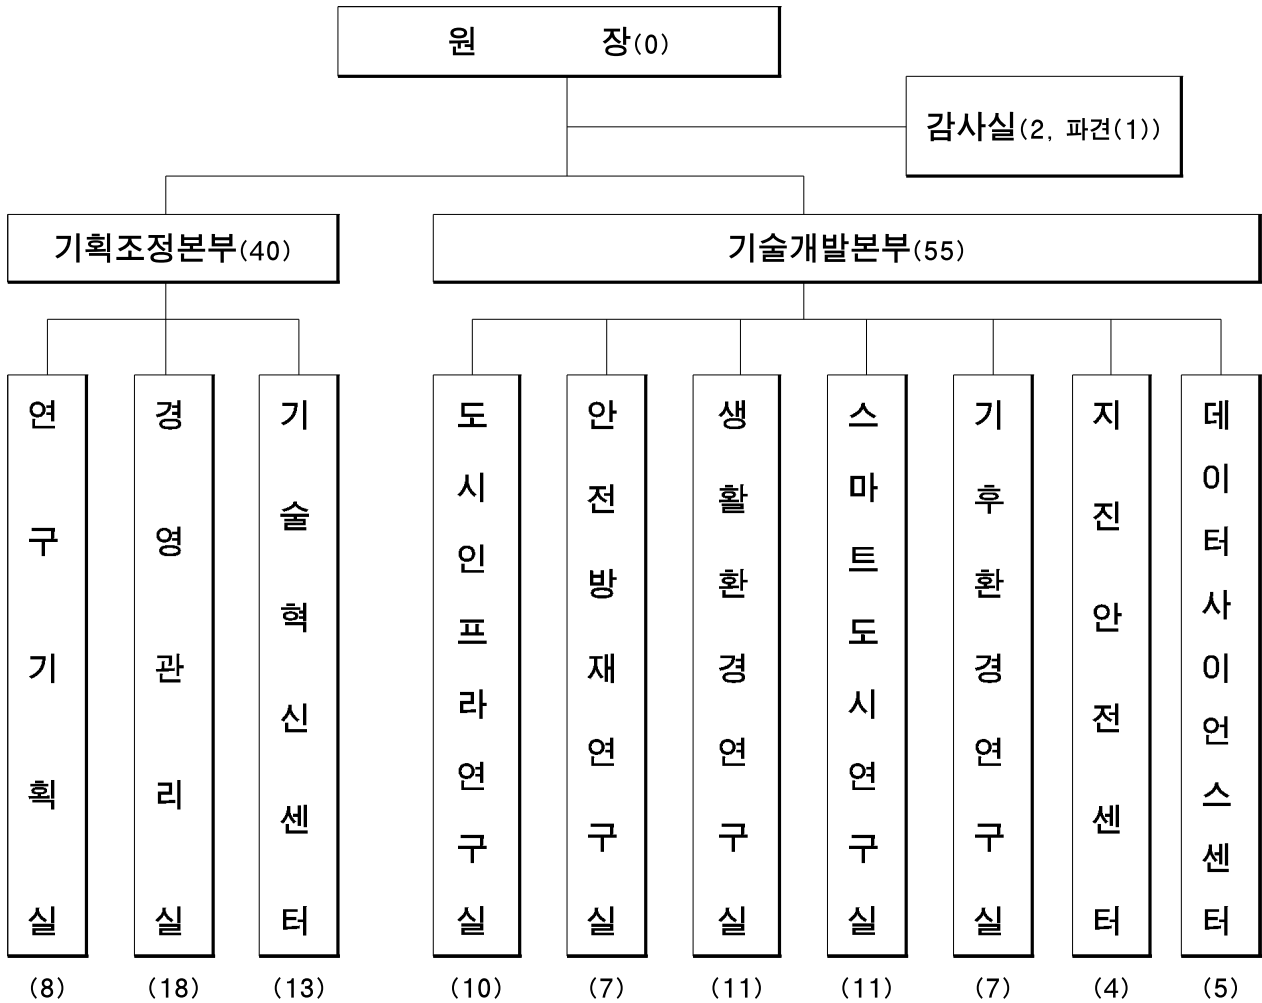 원 장(0)
감사실(2, 파견(1))
기획조정본부(40)
기술개발본부(55)
연구기획실
경영관리실
기술혁신센터
도시인프라연구실
안전방재연구실
생활환경연구실
스마트도시연구실
기후환경연구실
지진안전센터
데이터사이언스센터
(8) (18) (13) (10) (7) (11) (11) (7) (4) (5)